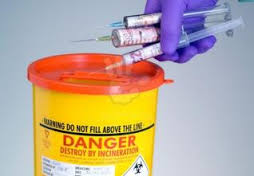 WARNING DO NOT FILL ABOVE THE LINE
DANGER
DESTROY BY INCINERATION